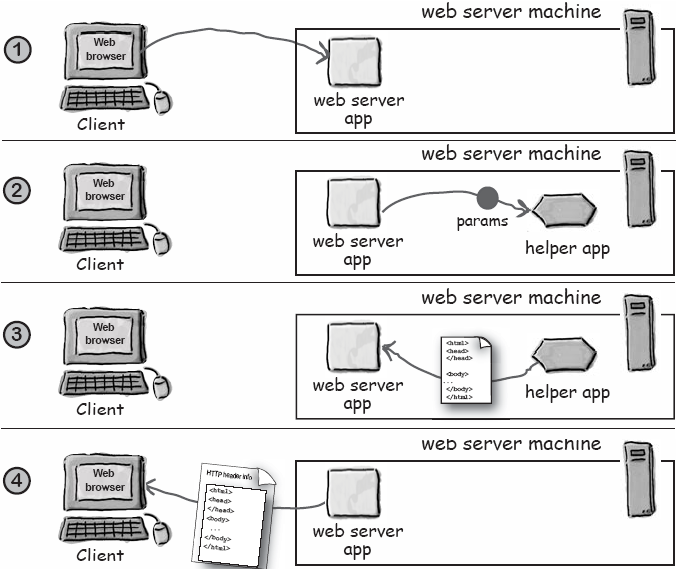 web server machine
1
Web
browser
Client
web server
app
web server machine
2
Web
browser
Client
web server
app
params
helper app
web server machine
3
Web
browser
Client
web server
app
<html>
<head>
</head>
<body>
...
</body>
</html>
helper app
web server machine
4
Web
browser
Client
HTTP header info
<html>
<head>
</head>
<body>
...
</body>
</html>
web server
app